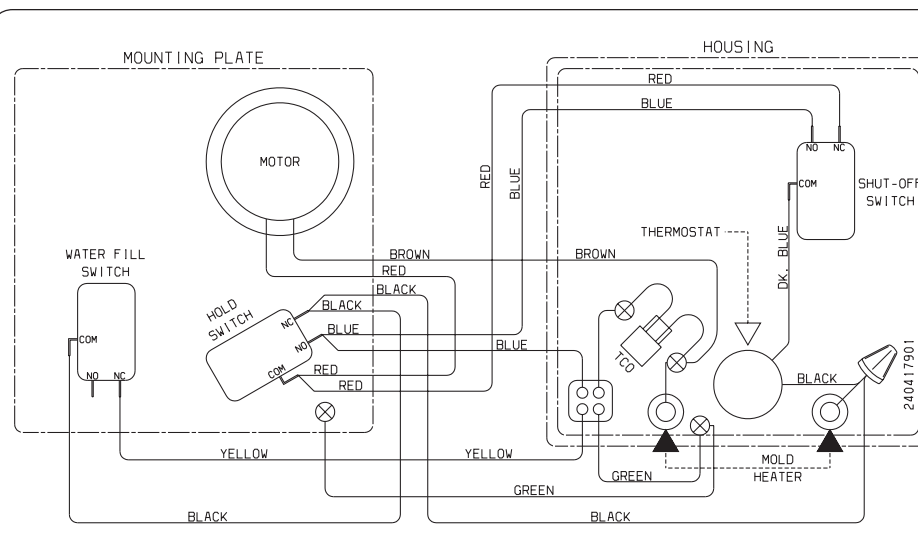 MOUNTING PLATE
HOUSING
RED
BLUE
MOTOR
RED
BLUE
NO NC
COM
SHUT-OFF
SWITCH
THERMOSTAT
DK. BLUE
WATER FILL
SWITCH
BROWN
BROWN
RED
BLACK
BLACK
HOLD
SWITCH
NC
NO
COM
BLUE
BLUE
RED
RED
COM
NO NC
TCO
BLACK
240417901
YELLOW
YELLOW
MOLD
HEATER
GREEN
GREEN
BLACK
BLACK